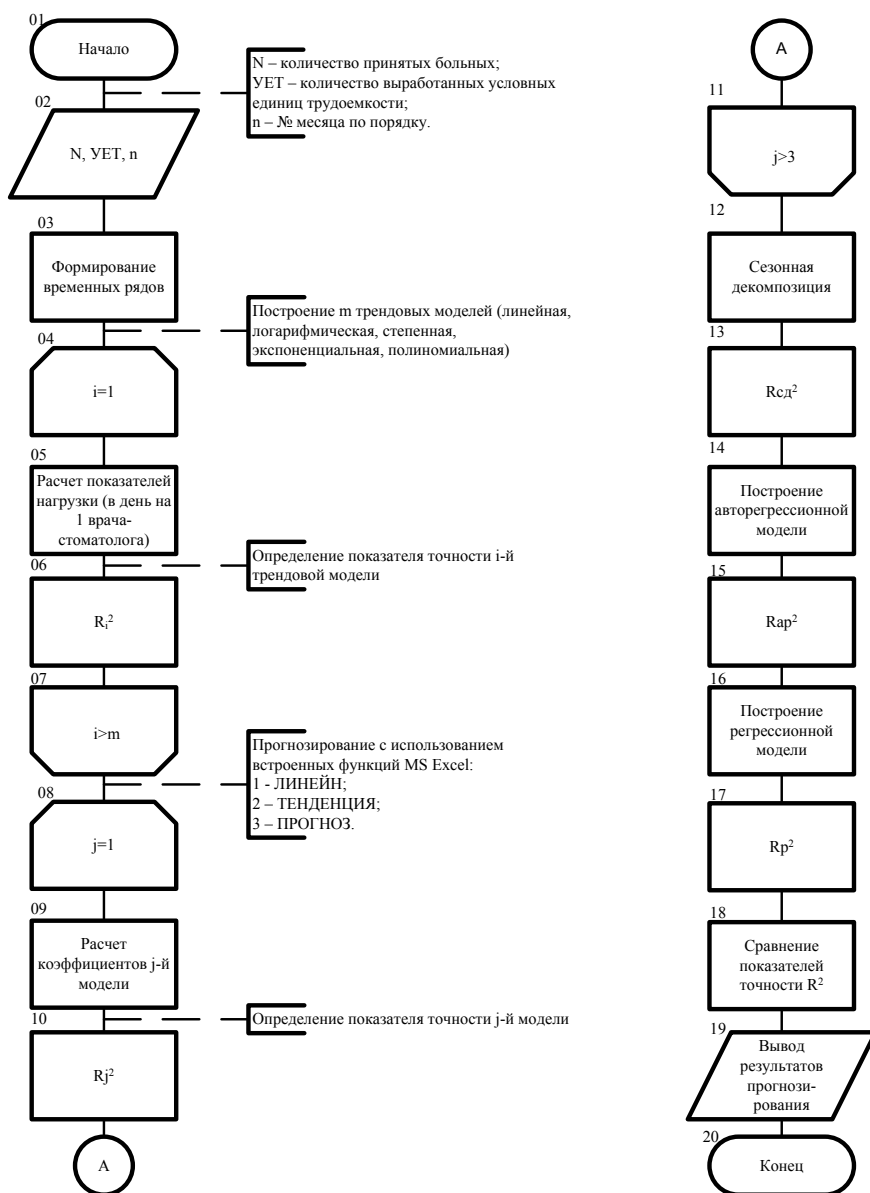 01
Начало
N – количество принятых больных;
УЕТ – количество выработанных условных
единиц трудоемкости;
n – № месяца по порядку.
02
N, УЕТ, n
03
Формирование
временных рядов
Построение m трендовых моделей (линейная,
логарифмическая, степенная,
экспоненциальная, полиномиальная)
04
i=1
05
Расчет показателей
нагрузки (в день на
1 врача-
стоматолога)
Определение показателя точности i-й
трендовой модели
06
Ri²
07
i>m
Прогнозирование с использованием
встроенных функций MS Excel:
1 - ЛИНЕЙН;
2 – ТЕНДЕНЦИЯ;
3 – ПРОГНОЗ.
08
j=1
09
Расчет
коэффициентов j-й
модели
Определение показателя точности j-й модели
10
Rj²
А
А
11
j>3
12
Сезонная
декомпозиция
13
Rсд²
14
Построение
авторегрессионной
модели
15
Rар²
16
Построение
регрессионной
модели
17
Rр²
18
Сравнение
показателей
точности R²
19
Вывод
результатов
прогнози-
рования
20
Конец